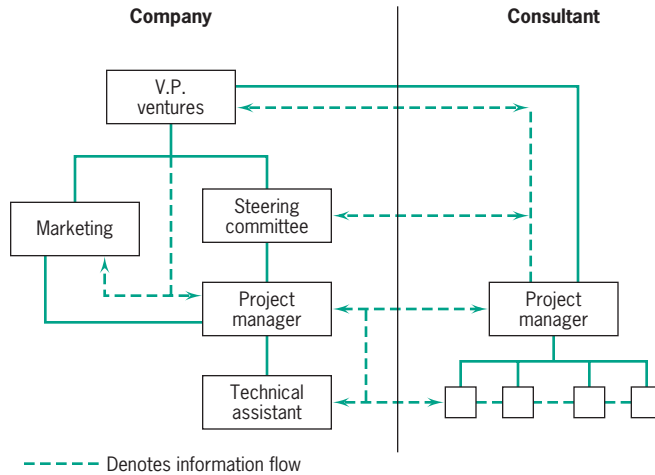 Company
Consultant
V.P.
ventures
Marketing
Steering
committee
Project
manager
Project
manager
Technical
assistant
Denotes information flow